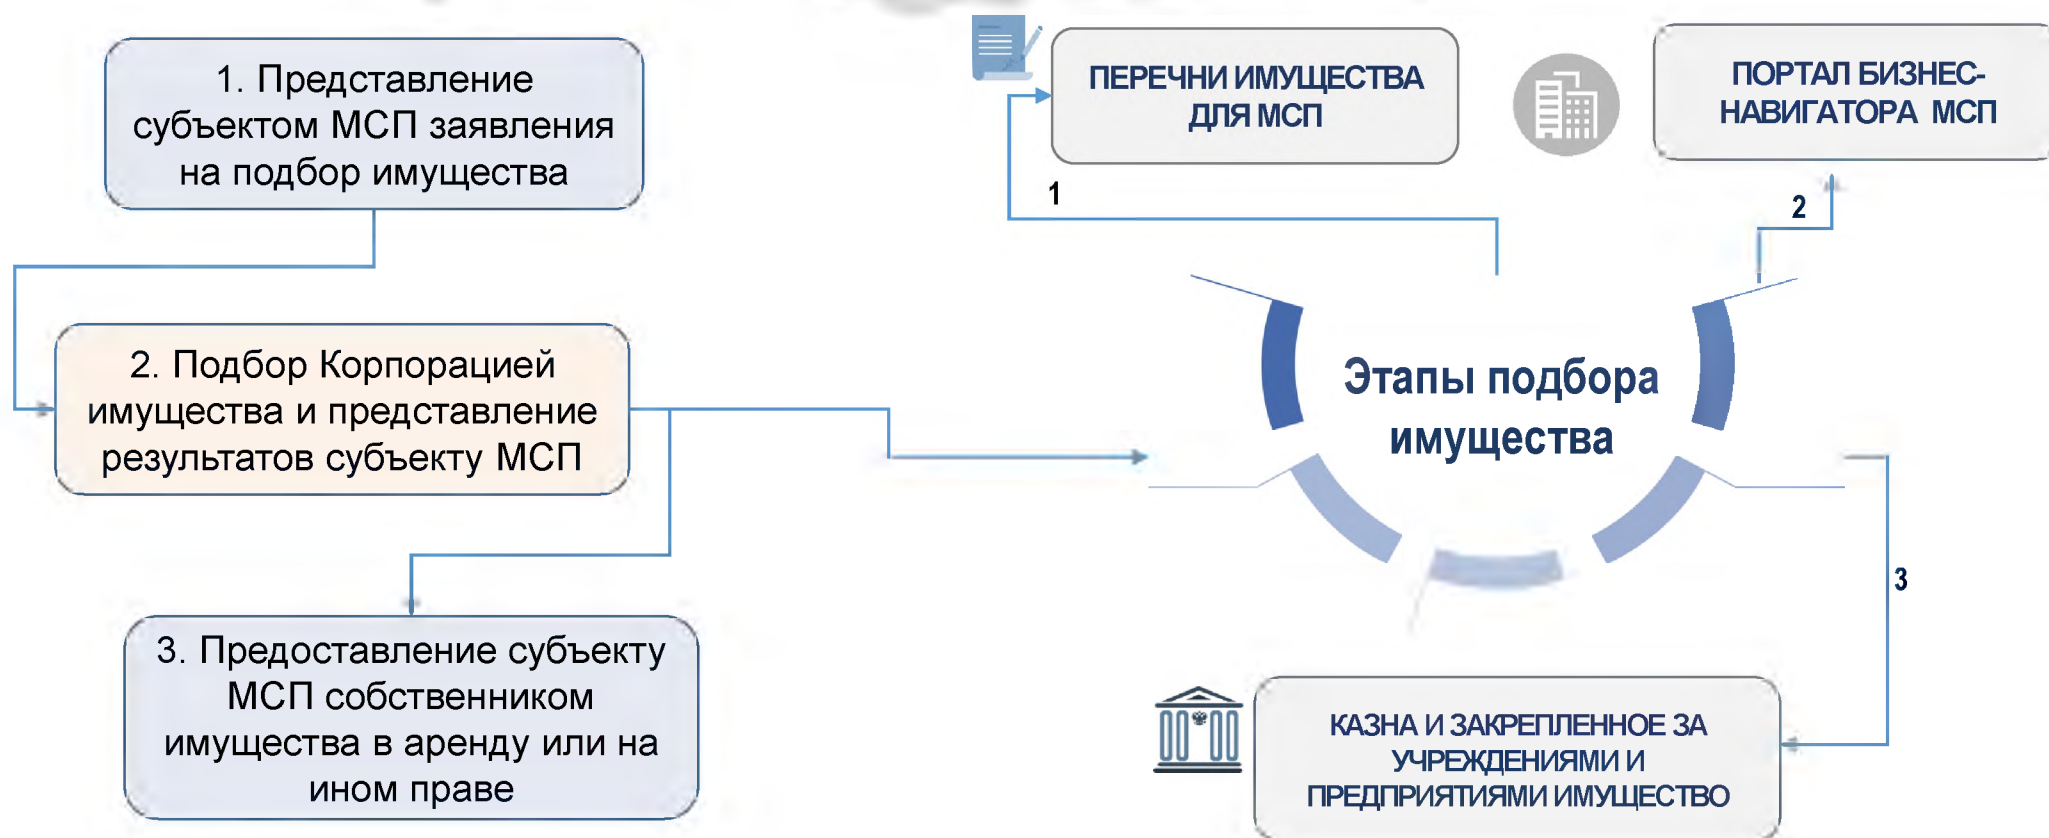 1. Представление
субъектом МСП заявления
на подбор имущества
2. Подбор Корпорацией
имущества и представление
результатов субъекту МСП
3. Предоставление субъекту
МСП собственником
имущества в аренду или на
ином праве
ПЕРЕЧНИ ИМУЩЕСТВА
ДЛЯ МСП
ПОРТАЛ БИЗНЕС-
НАВИГАТОРА МСП
1
2
Этапы подбора
имущества
3
КАЗНА И ЗАКРЕПЛЕННОЕ ЗА
УЧРЕЖДЕНИЯМИ И
ПРЕДПРИЯТИЯМИ ИМУЩЕСТВО